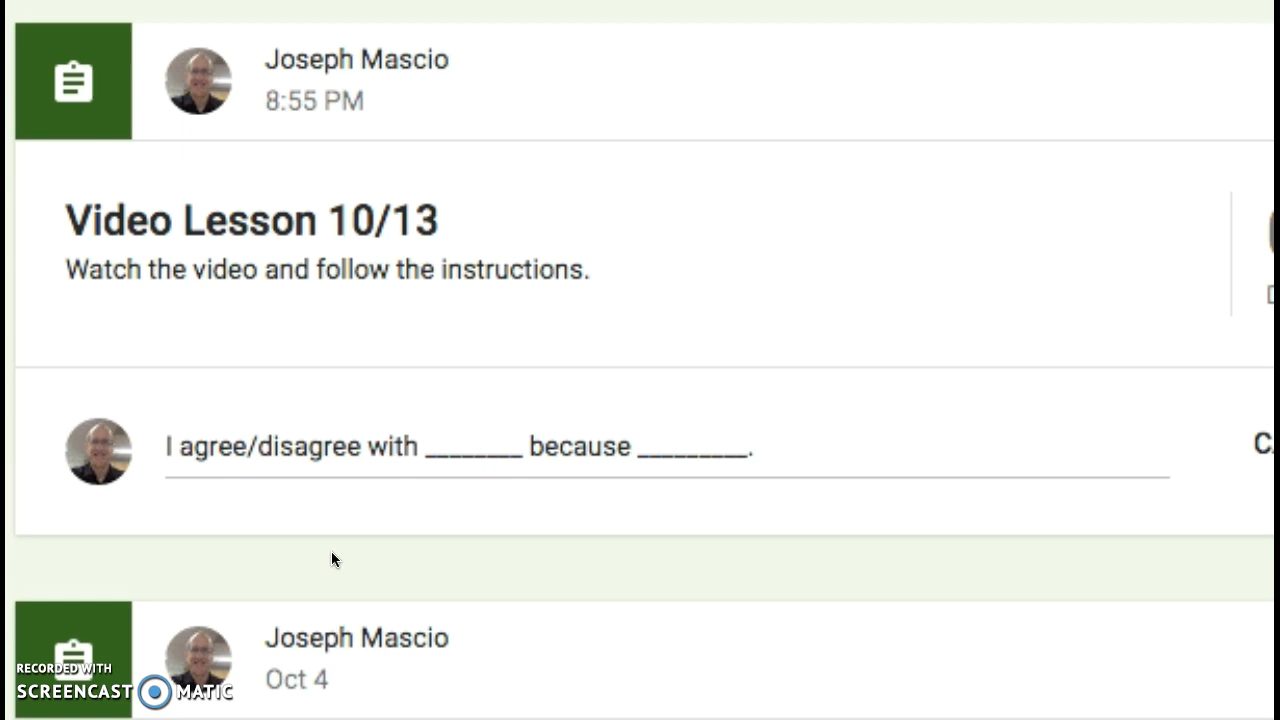 Joseph Mascio
8:55 PM
Video Lesson 10/13
Watch the video and follow the instructions.
I agree/disagree with ________ because _________.
Joseph Mascio
Oct 4
RECORDED WITH
SCREENCAST MATIC